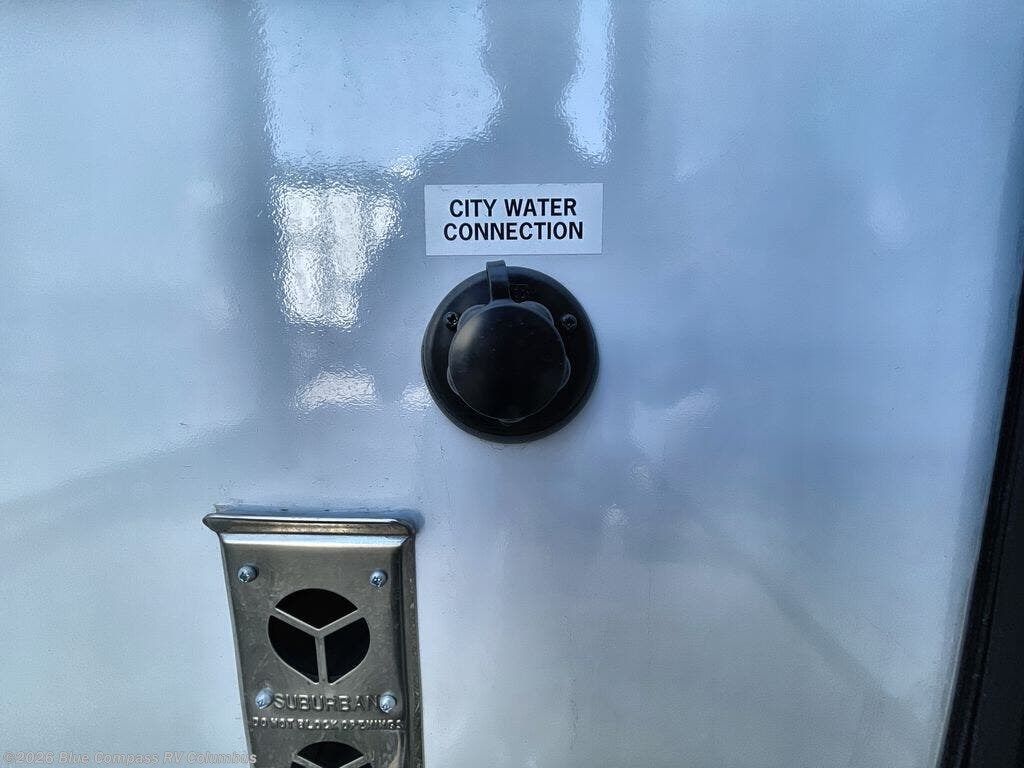 CITY WATER
CONNECTION
SUBURBAN
DO NOT BLOCK OPENINGS
©2025 Blue Compass RV Columbus